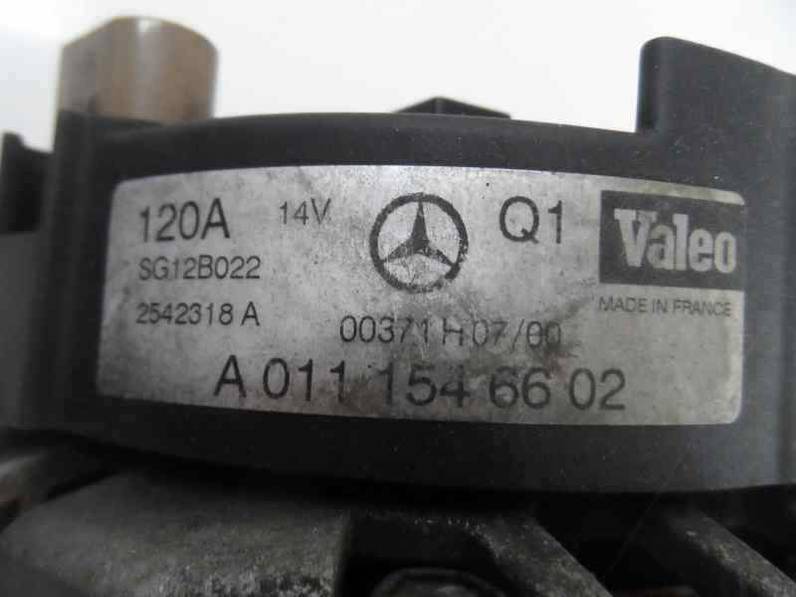 120A 14V Q1 Valeo
SG12B022
MADE IN FRANCE
2542318 A 00371 H 07/00
A 011 154 66 02